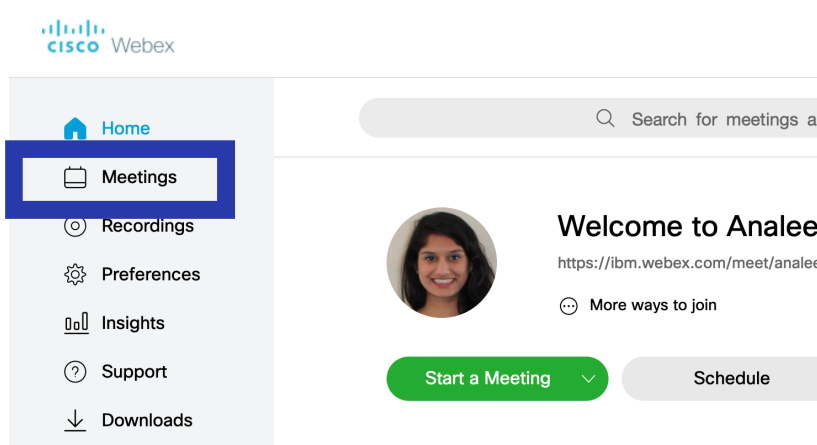 CISCO Webex
Home
Search for meetings a
Meetings
Recordings
Preferences
Insights
Support
Downloads
Welcome to Analee
https://ibm.webex.com/meet/analee
More ways to join
Start a Meeting
Schedule